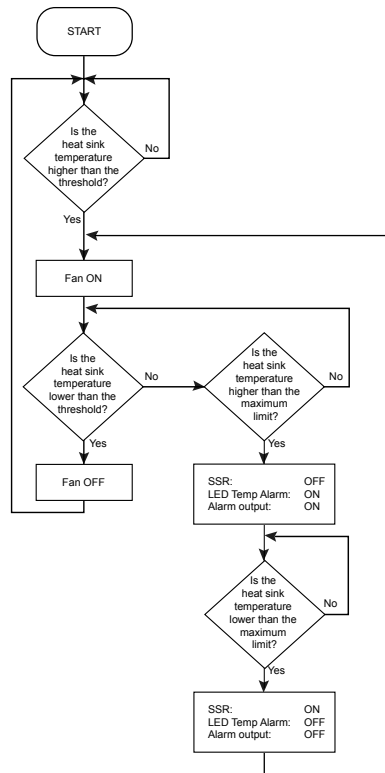 START
Is the
heat sink
temperature
higher than the
threshold?
No
Yes
Fan ON
Is the
heat sink
temperature
lower than the
threshold?
No
Yes
Fan OFF
Is the
heat sink
temperature
higher than the
maximum
limit?
No
Yes
SSR: OFF
LED Temp Alarm: ON
Alarm output: ON
Is the
heat sink
temperature
lower than the
maximum
limit?
No
Yes
SSR: ON
LED Temp Alarm: OFF
Alarm output: OFF